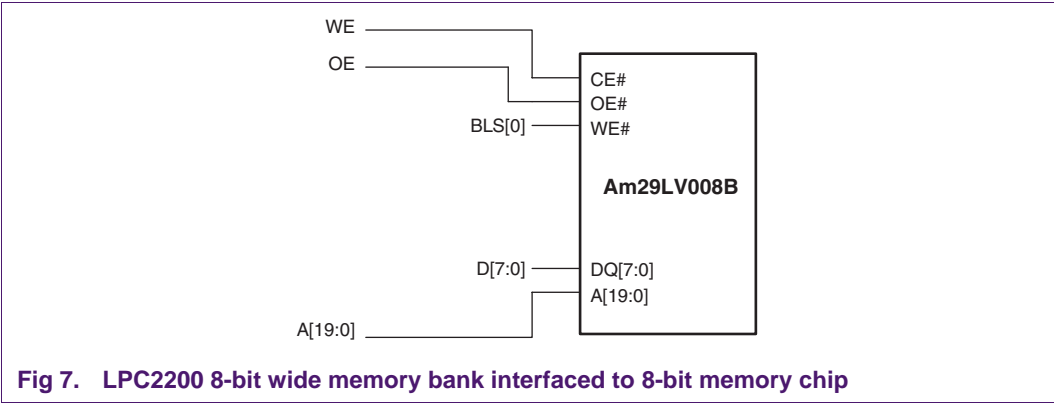 WE
CE#
OE
OE#
BLS[0]
WE#
Am29LV008B
D[7:0]
DQ[7:0]
A[19:0]
A[19:0]
Fig 7. LPC2200 8-bit wide memory bank interfaced to 8-bit memory chip